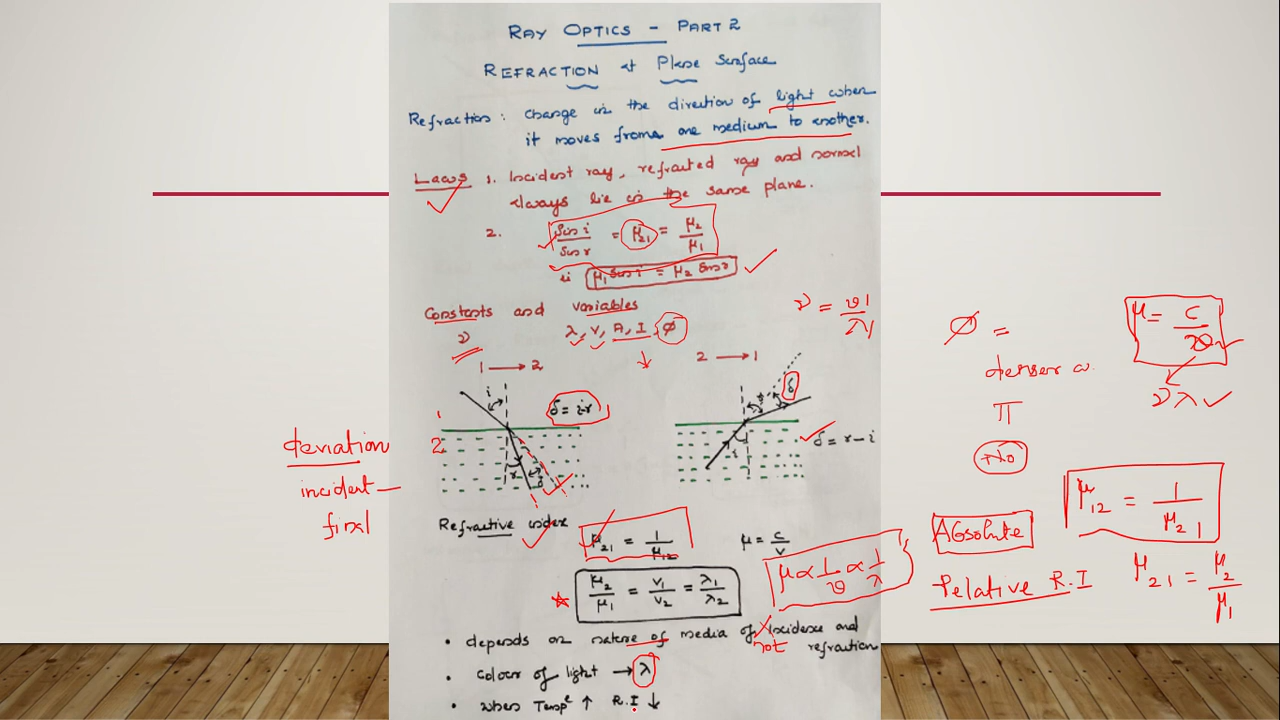 RAY OPTICS - PART 2
REFRACTION at Plane Surface
Refraction : Change in the direction of light when
it moves from one medium to another.
Laws 1. Incident ray, refracted ray and normal
always lie in the same plane.
2. sin i / sin r = μ21 = μ2 / μ1
ie μ1 sin i = μ2 sin r
Constants and variables
ν λ, v, A, I, φ
ν = v1 / λ1
1 → 2
2 → 1
i
δ = i-r
1
2
r
δ
δ
i
δ = r - i
Refractive index μ21 = 1 / μ12 μ = c / v
μ2 / μ1 = v1 / v2 = λ1 / λ2
μ ∝ 1/v ∝ 1/λ
• depends on nature of media of incidence and
not refraction
• colour of light → λ
• when Temp ↑ R.I ↓
deviation
incident -
final
φ =
denser
π
No
μ = c / v
νλ
μ12 = 1 / μ21
Absolute
Relative R.I μ21 = μ2 / μ1